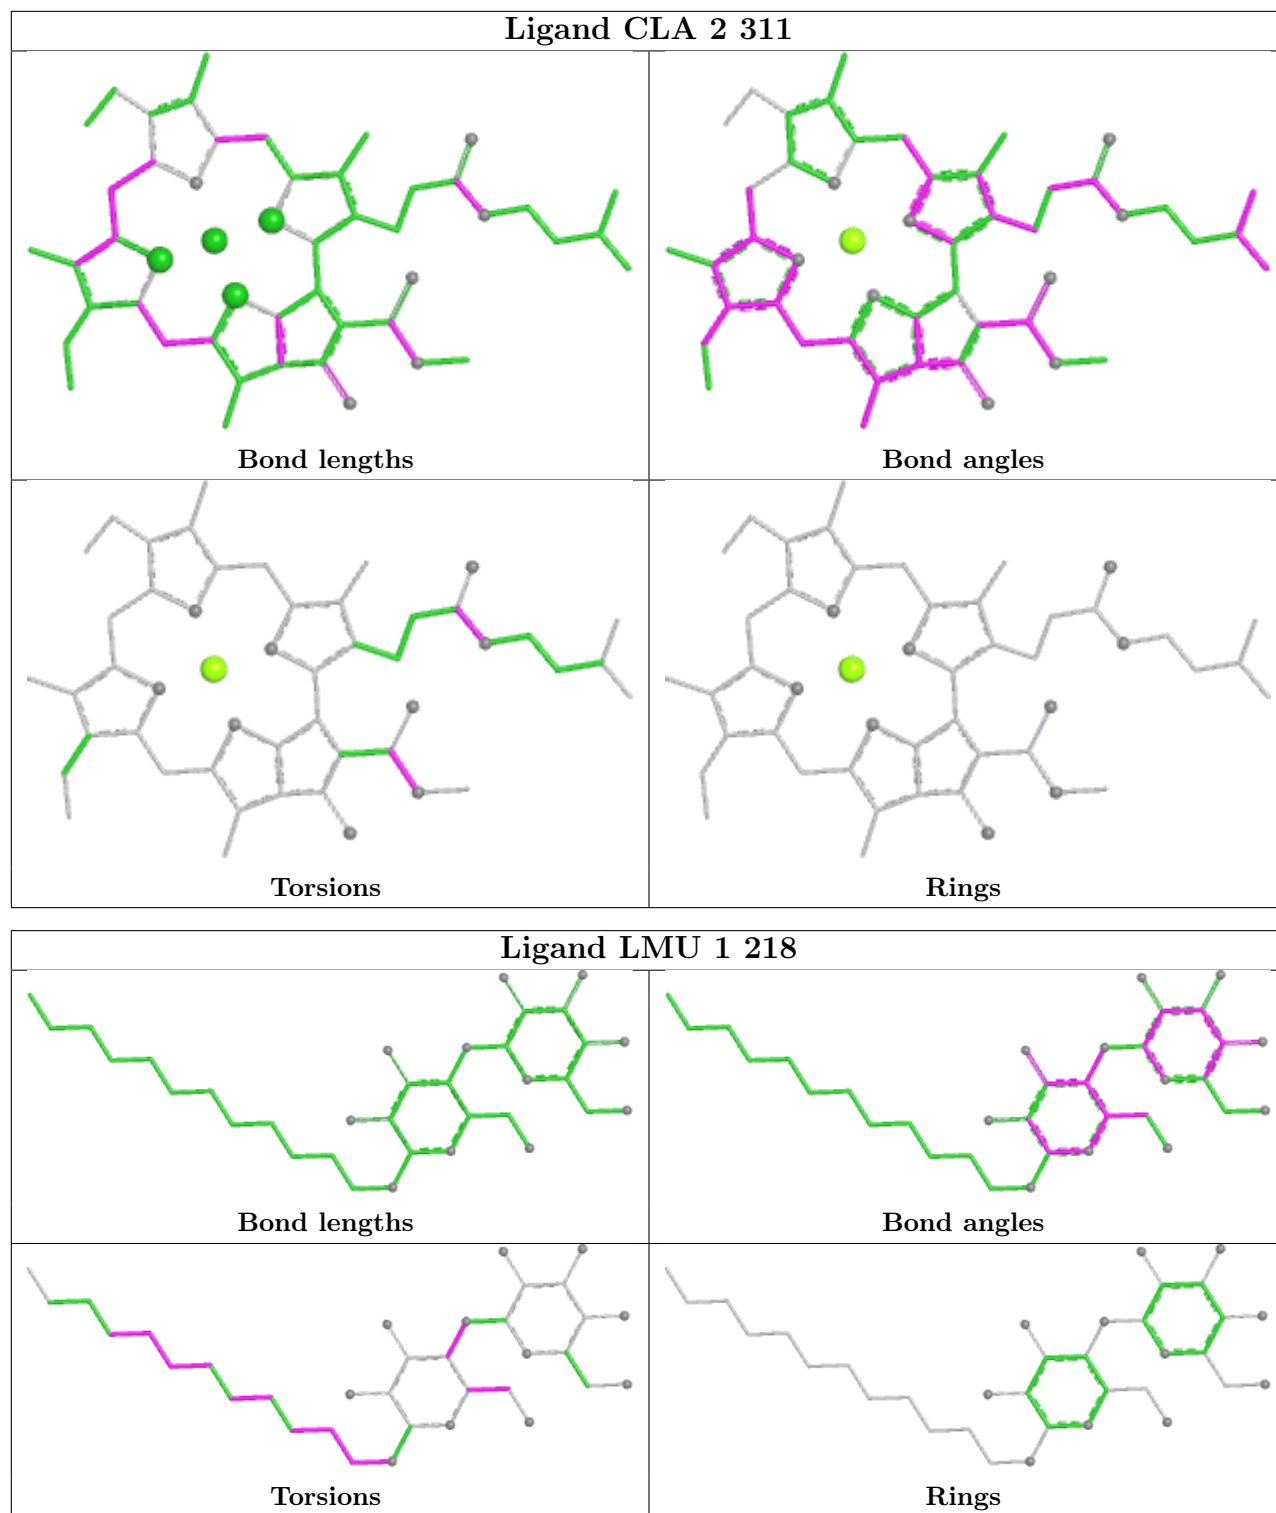 Ligand CLA 2 311
Bond lengths
Bond angles
Torsions
Rings
Ligand LMU 1 218
Bond lengths
Bond angles
Torsions
Rings